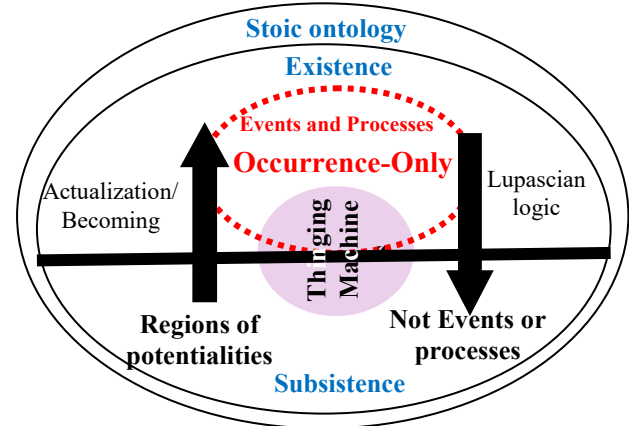 Stoic ontology
Existence
Events and Processes
Occurrence-Only
Actualization/
Becoming
Lupascian
logic
Thinging
Machine
Regions of
potentialities
Not Events or
processes
Subsistence